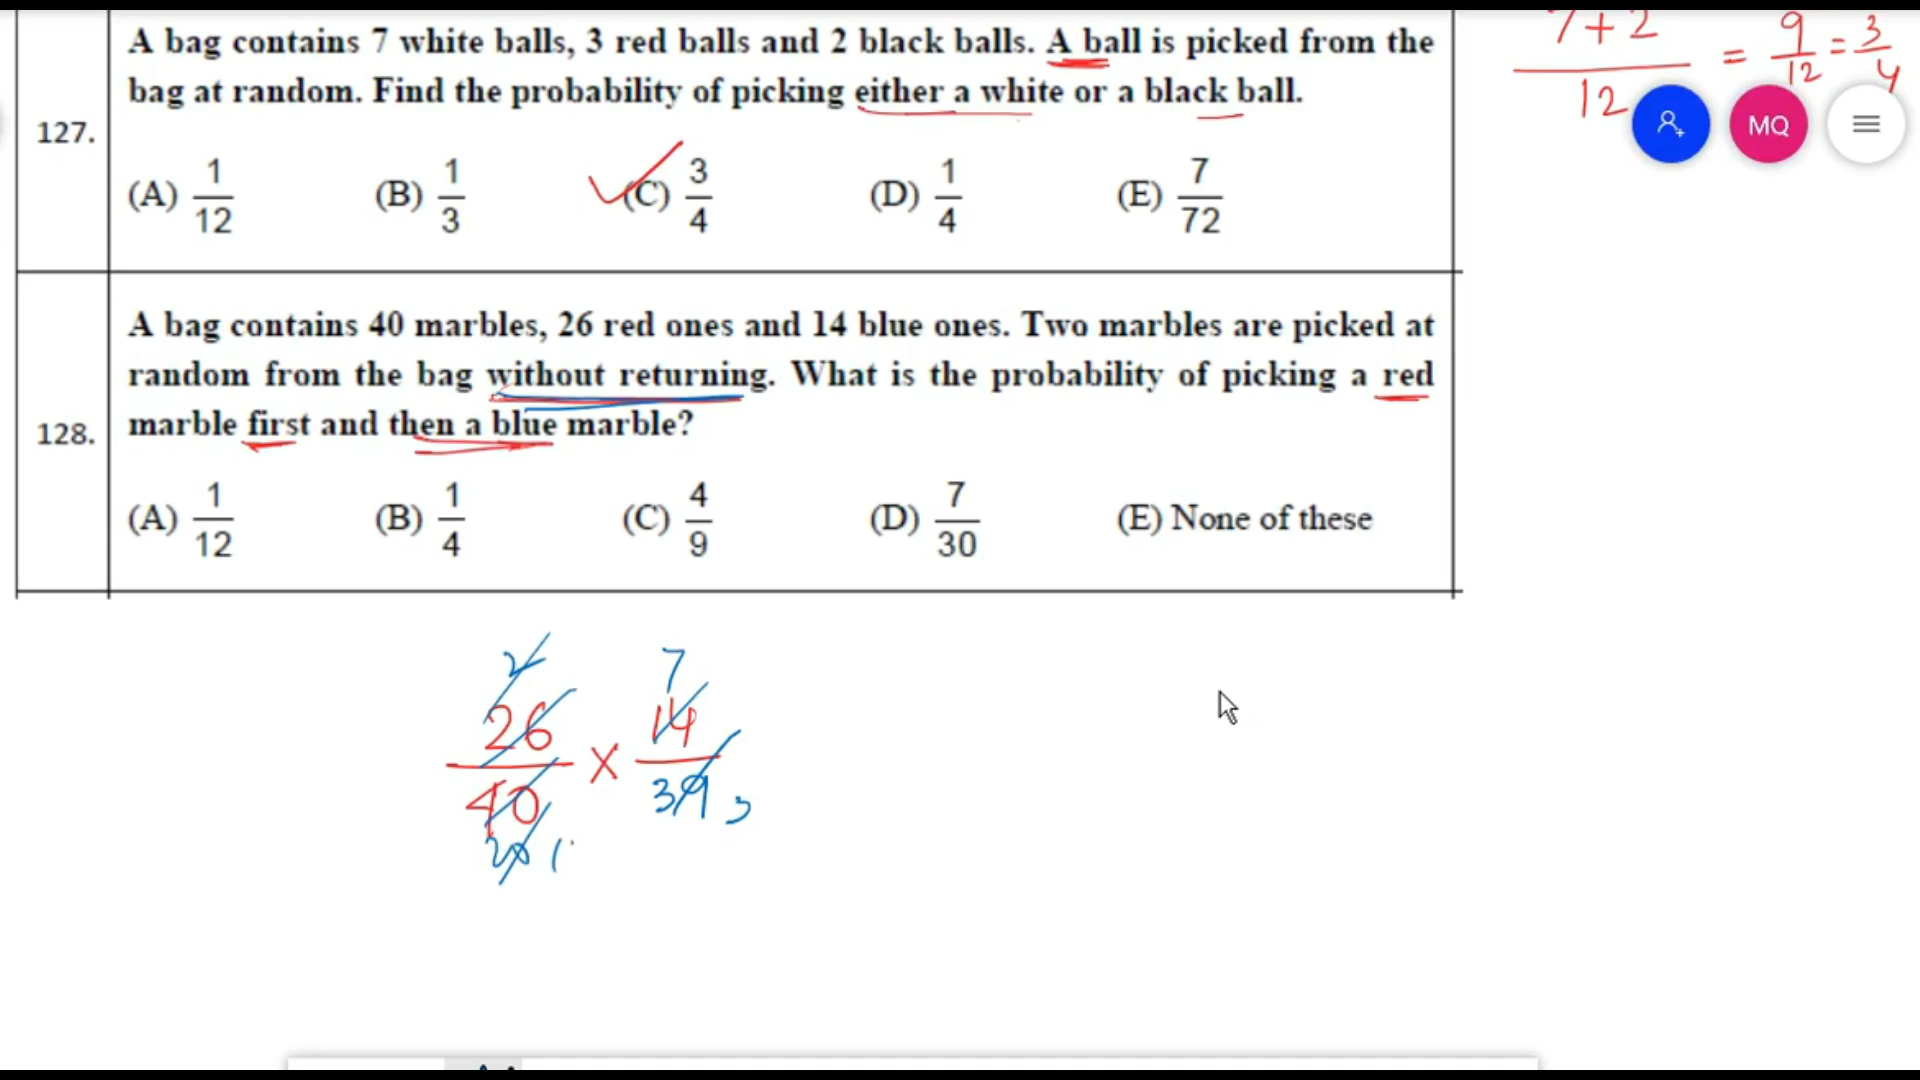 A bag contains 7 white balls, 3 red balls and 2 black balls. A ball is picked from the
bag at random. Find the probability of picking either a white or a black ball.
127.
(A) 1/12 (B) 1/3 (C) 3/4 (D) 1/4 (E) 7/72
7+2/12 = 9/12 = 3/4
MQ
A bag contains 40 marbles, 26 red ones and 14 blue ones. Two marbles are picked at
random from the bag without returning. What is the probability of picking a red
marble first and then a blue marble?
128.
(A) 1/12 (B) 1/4 (C) 4/9 (D) 7/30 (E) None of these
2 7
26/40 × 14/39 3
20 1